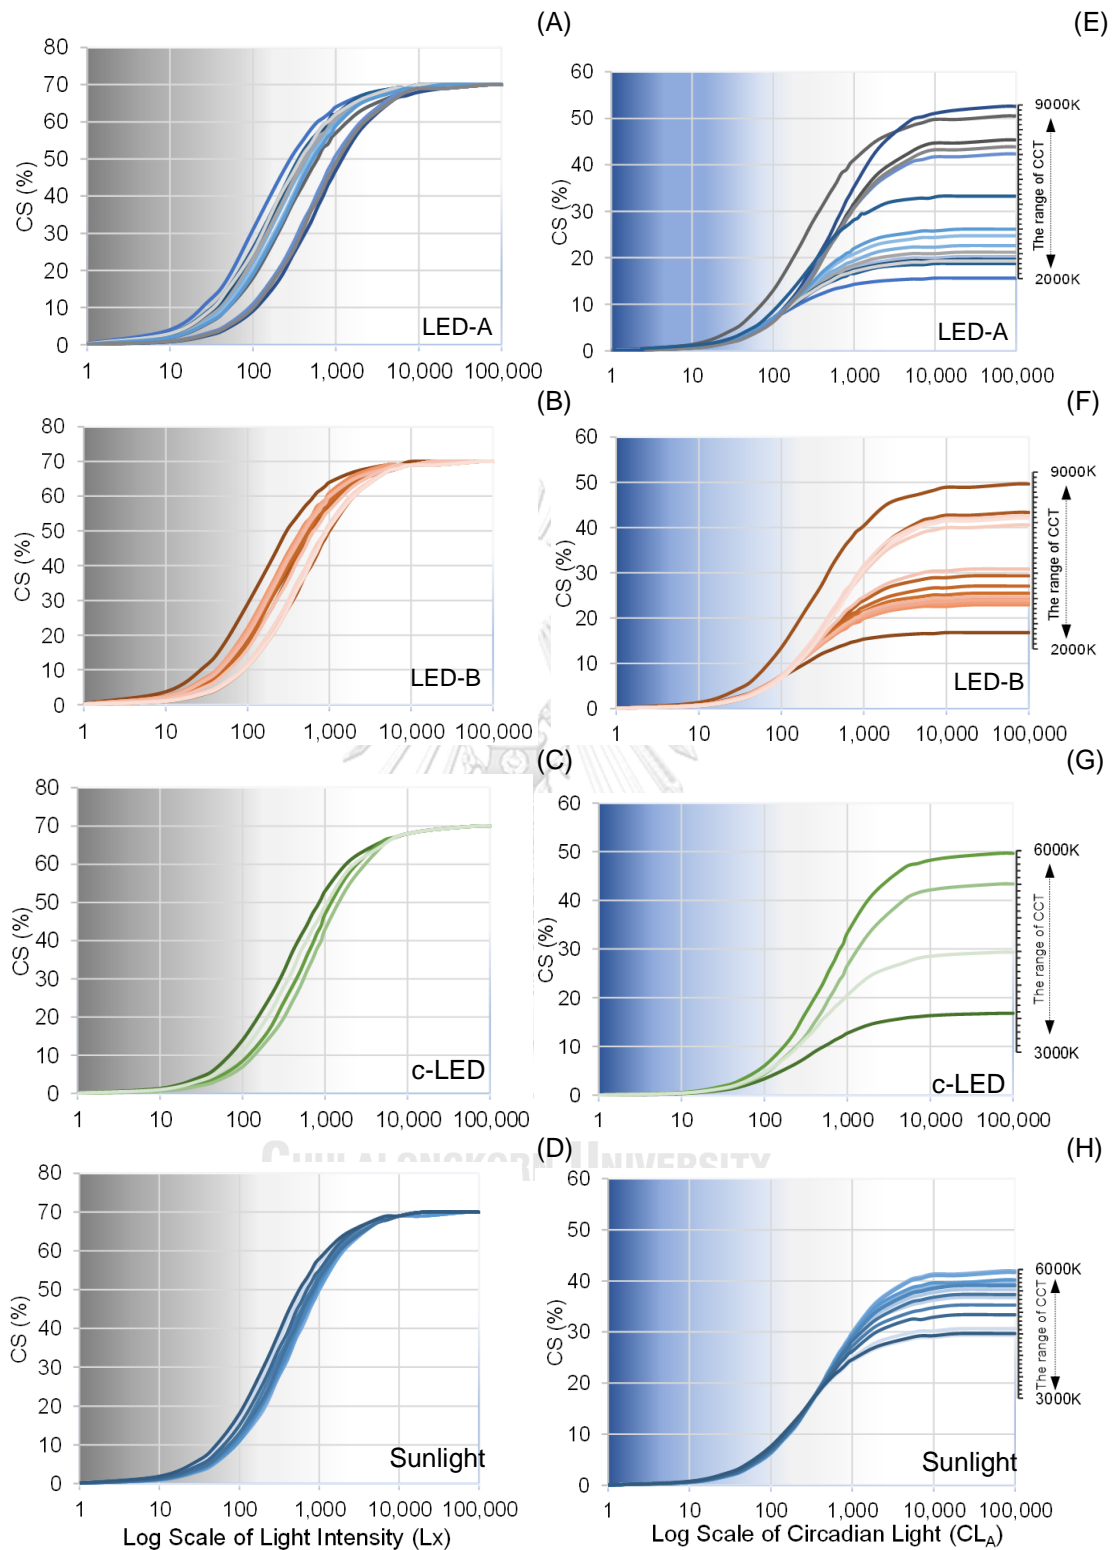 (A)
80
70
60
50
40
30
20
10
0
CS (%)
LED-A
1 10 100 1,000 10,000 100,000
(E)
60
50
40
30
20
10
0
CS (%)
9000K
The range of CCT
2000K
LED-A
1 10 100 1,000 10,000 100,000
(B)
80
70
60
50
40
30
20
10
0
CS (%)
LED-B
1 10 100 1,000 10,000 100,000
(F)
60
50
40
30
20
10
0
CS (%)
9000K
The range of CCT
2000K
LED-B
1 10 100 1,000 10,000 100,000
(C)
80
70
60
50
40
30
20
10
0
CS (%)
c-LED
1 10 100 1,000 10,000 100,000
(G)
60
50
40
30
20
10
0
CS (%)
6000K
The range of CCT
3000K
c-LED
1 10 100 1,000 10,000 100,000
CHULALONGKORN UNIVERSITY
(D)
80
70
60
50
40
30
20
10
0
CS (%)
Sunlight
1 10 100 1,000 10,000 100,000
Log Scale of Light Intensity (Lx)
(H)
60
50
40
30
20
10
0
CS (%)
6000K
The range of CCT
3000K
Sunlight
1 10 100 1,000 10,000 100,000
Log Scale of Circadian Light (CLA)